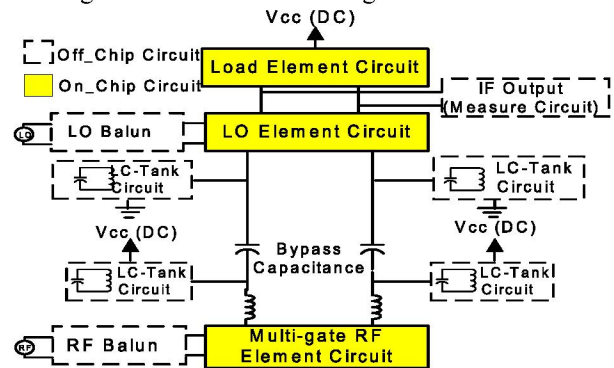 Vcc (DC)
Off_Chip Circuit
On_Chip Circuit
Load Element Circuit
IF Output
(Measure Circuit)
LO
LO Balun
LO Element Circuit
LC-Tank
Circuit
LC-Tank
Circuit
Vcc (DC)
Vcc (DC)
Bypass
Capacitance
LC-Tank
Circuit
LC-Tank
Circuit
RF
RF Balun
Multi-gate RF
Element Circuit